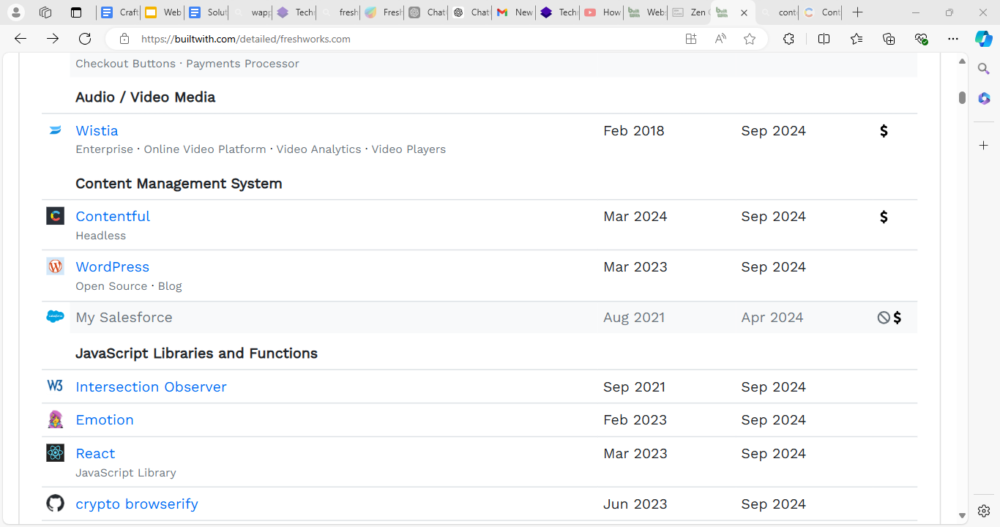 Craft
Web
Solut
wapp
Tech
fresh
Fresh
Chat
Chat
New
Tech
How
Web
Zen
cont
Cont
https://builtwith.com/detailed/freshworks.com
Checkout Buttons · Payments Processor
Audio / Video Media
Wistia Feb 2018 Sep 2024 $
Enterprise · Online Video Platform · Video Analytics · Video Players
Content Management System
Contentful Mar 2024 Sep 2024 $
Headless
WordPress Mar 2023 Sep 2024
Open Source · Blog
My Salesforce Aug 2021 Apr 2024 $
JavaScript Libraries and Functions
W3 Intersection Observer Sep 2021 Sep 2024
Emotion Feb 2023 Sep 2024
React Mar 2023 Sep 2024
JavaScript Library
crypto browserify Jun 2023 Sep 2024